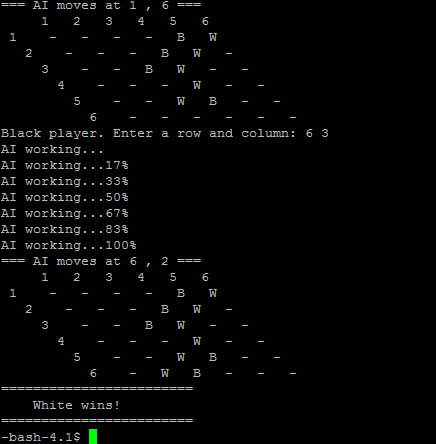 === AI moves at 1 , 6 ===
     1   2   3   4   5   6
 1    -   -   -   -   B   W
   2    -   -   -   B   W   -
     3    -   -   B   W   -   -
       4    -   -   -   W   -   -
         5    -   -   W   B   -   -
           6    -   -   -   -   -   -
Black player. Enter a row and column: 6 3
AI working...
AI working...17%
AI working...33%
AI working...50%
AI working...67%
AI working...83%
AI working...100%
=== AI moves at 6 , 2 ===
     1   2   3   4   5   6
 1    -   -   -   -   B   W
   2    -   -   -   B   W   -
     3    -   -   B   W   -   -
       4    -   -   -   W   -   -
         5    -   -   W   B   -   -
           6    -   W   B   -   -   -
========================
    White wins!
========================
-bash-4.1$